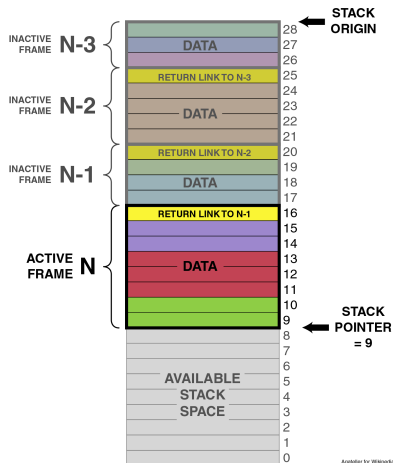 STACK
ORIGIN
INACTIVE
FRAME N-3
28
27
DATA
26
INACTIVE
FRAME N-2
RETURN LINK TO N-3
25
24
23
DATA
22
21
INACTIVE
FRAME N-1
RETURN LINK TO N-2
20
19
DATA
18
17
ACTIVE
FRAME N
RETURN LINK TO N-1
16
15
14
13
DATA
12
11
10
9
STACK
POINTER
= 9
8
7
6
AVAILABLE
STACK
SPACE
5
4
3
2
1
0
for Wikipedia